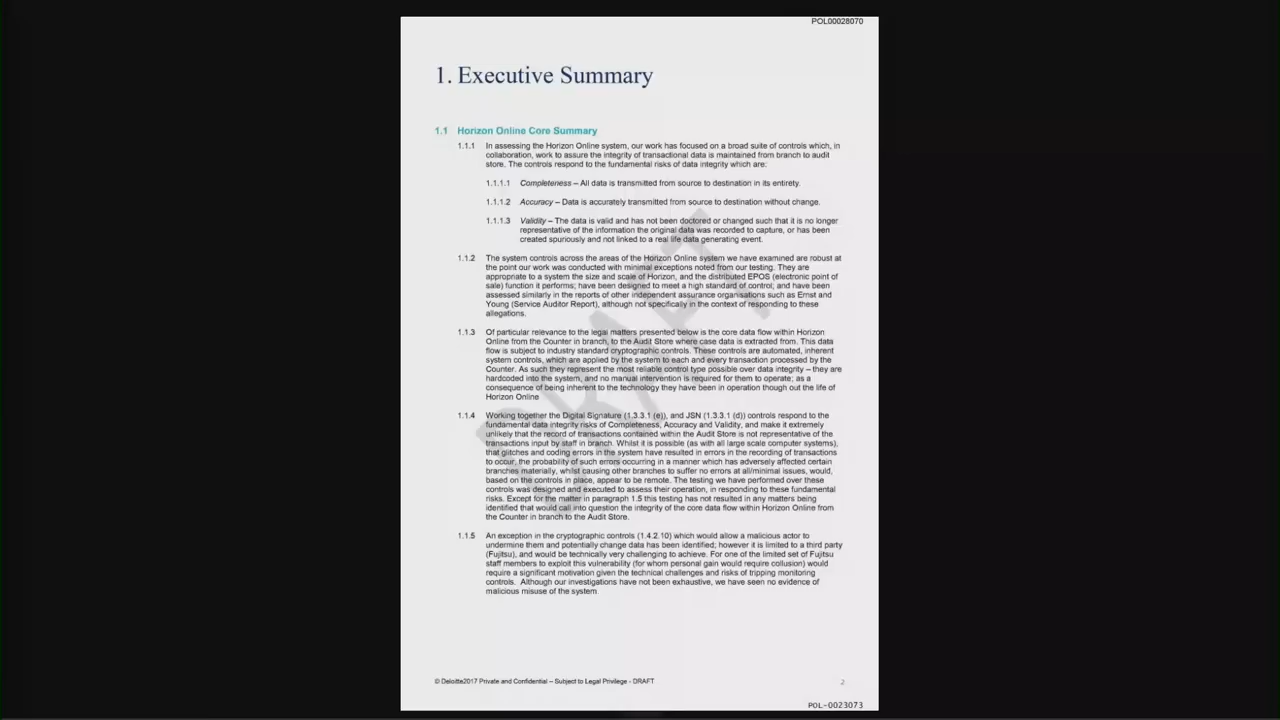 POL00028070
1. Executive Summary
1.1 Horizon Online Core Summary
1.1.1 In assessing the Horizon Online system, our work has focused on a broad suite of controls which, in
collaboration, work to assure the integrity of transactional data is maintained from branch to audit
store. The controls respond to the fundamental risks of data integrity which are:
1.1.1.1 Completeness – All data is transmitted from source to destination in its entirety.
1.1.1.2 Accuracy – Data is accurately transmitted from source to destination without change.
1.1.1.3 Validity – The data is valid and has not been doctored or changed such that it is no longer
representative of the information the original data was recorded to capture, or has been
created spuriously and not linked to a real life data generating event.
1.1.2 The system controls across the areas of the Horizon Online system we have examined are robust at
the point our work was conducted with minimal exceptions noted from our testing. They are
appropriate to a system the size and scale of Horizon, and the distributed EPOS (electronic point of
sale) function it performs; have been designed to meet a high standard of control; and have been
assessed similarly in the reports of other independent assurance organisations such as Ernst and
Young (Service Auditor Report), although not specifically in the context of responding to these
allegations.
1.1.3 Of particular relevance to the legal matters presented below is the core data flow within Horizon
Online from the Counter in branch, to the Audit Store where case data is extracted from. This data
flow is subject to industry standard cryptographic controls. These controls are automated, inherent
system controls, which are applied by the system to each and every transaction processed by the
Counter. As such they represent the most reliable control type possible over data integrity – they are
hardcoded into the system, and no manual intervention is required for them to operate; as a
consequence of being inherent to the technology they have been in operation though out the life of
Horizon Online
1.1.4 Working together the Digital Signature (1.3.3.1 (e)), and JSN (1.3.3.1 (d)) controls respond to the
fundamental data integrity risks of Completeness, Accuracy and Validity, and make it extremely
unlikely that the record of transactions contained within the Audit Store is not representative of the
transactions input by staff in branch. Whilst it is possible (as with all large scale computer systems),
that glitches and coding errors in the system have resulted in errors in the recording of transactions
to occur, the probability of such errors occurring in a manner which has adversely affected certain
branches materially, whilst causing other branches to suffer no errors at all/minimal issues, would,
based on the controls in place, appear to be remote. The testing we have performed over these
controls was designed and executed to assess their operation, in responding to these fundamental
risks. Except for the matter in paragraph 1.5 this testing has not resulted in any matters being
identified that would call into question the integrity of the core data flow within Horizon Online from
the Counter in branch to the Audit Store.
1.1.5 An exception in the cryptographic controls (1.4.2.10) which would allow a malicious actor to
undermine them and potentially change data has been identified; however it is limited to a third party
(Fujitsu), and would be technically very challenging to achieve. For one of the limited set of Fujitsu
staff members to exploit this vulnerability (for whom personal gain would require collusion) would
require a significant motivation given the technical challenges and risks of tripping monitoring
controls. Although our investigations have not been exhaustive, we have seen no evidence of
malicious misuse of the system.
DRAFT
© Deloitte2017 Private and Confidential – Subject to Legal Privilege - DRAFT
2
POL-0023073